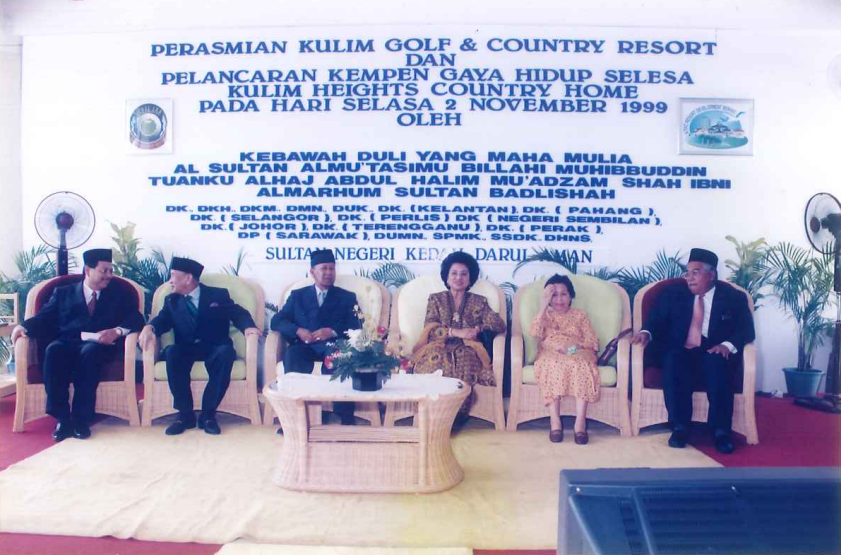 PERASMIAN KULIM GOLF & COUNTRY RESORT
DAN
PELANCARAN KEMPEN GAYA HIDUP SELESA
KULIM HEIGHTS COUNTRY HOME
PADA HARI SELASA 2 NOVEMBER 1999
OLEH
KEBAWAH DULI YANG MAHA MULIA
AL SULTAN ALMU'TASIMU BILLAHI MUHIBBUDDIN
TUANKU ALHAJ ABDUL HALIM MU'ADZAM SHAH IBNI
ALMARHUM SULTAN BADLISHAH
DK., DKH., DKM., DMN., DUK., DK. (KELANTAN), DK. ( PAHANG ),
DK. ( SELANGOR ), DK. ( PERLIS ) DK ( NEGERI SEMBILAN ),
DK. ( JOHOR ), DK. ( TERENGGANU ), DK. ( PERAK ),
DP ( SARAWAK ), DUMN., SPMK., SSDK., DHNS.
SULTAN NEGERI KEDAH DARUL AMAN